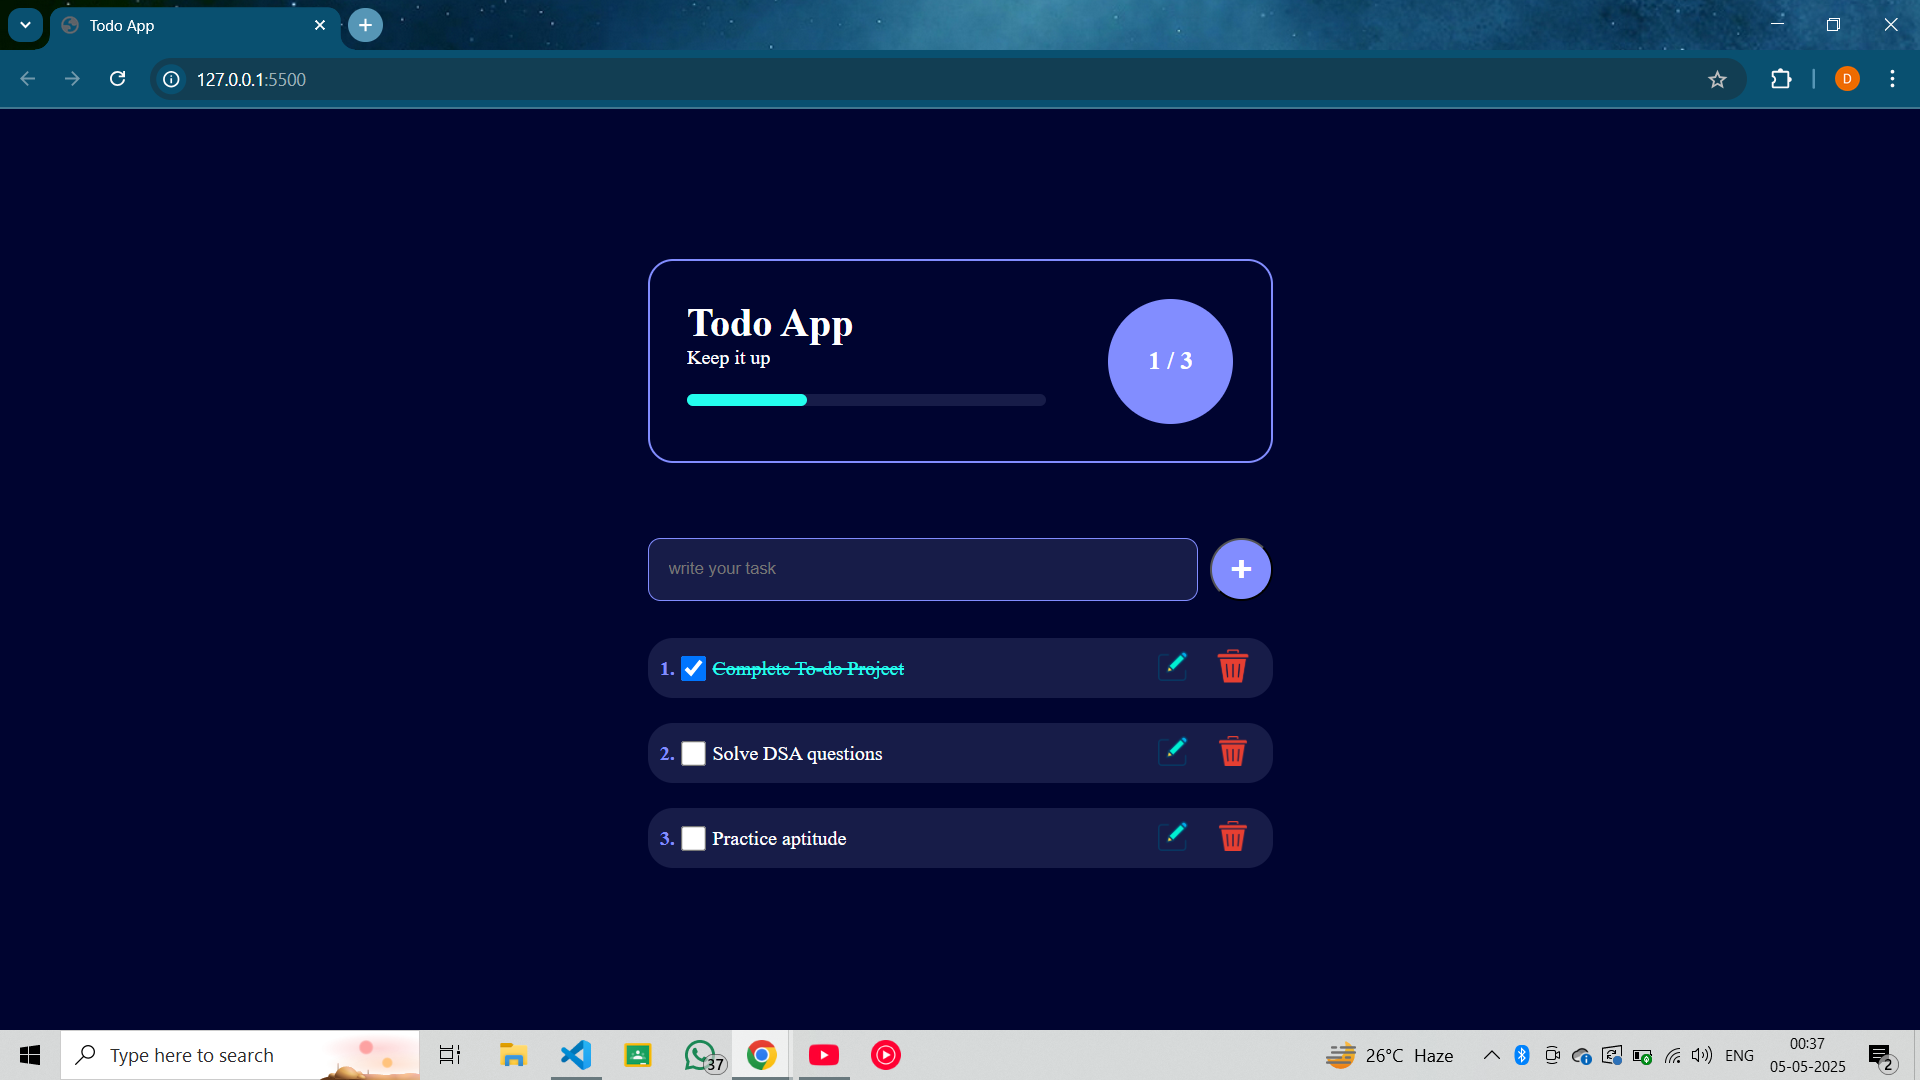 Todo App
127.0.0.1:5500
D
Todo App
Keep it up
1 / 3
write your task
+
1. Complete To-do Project
2. Solve DSA questions
3. Practice aptitude
Type here to search
37
26°C Haze
ENG
00:37
05-05-2025
2